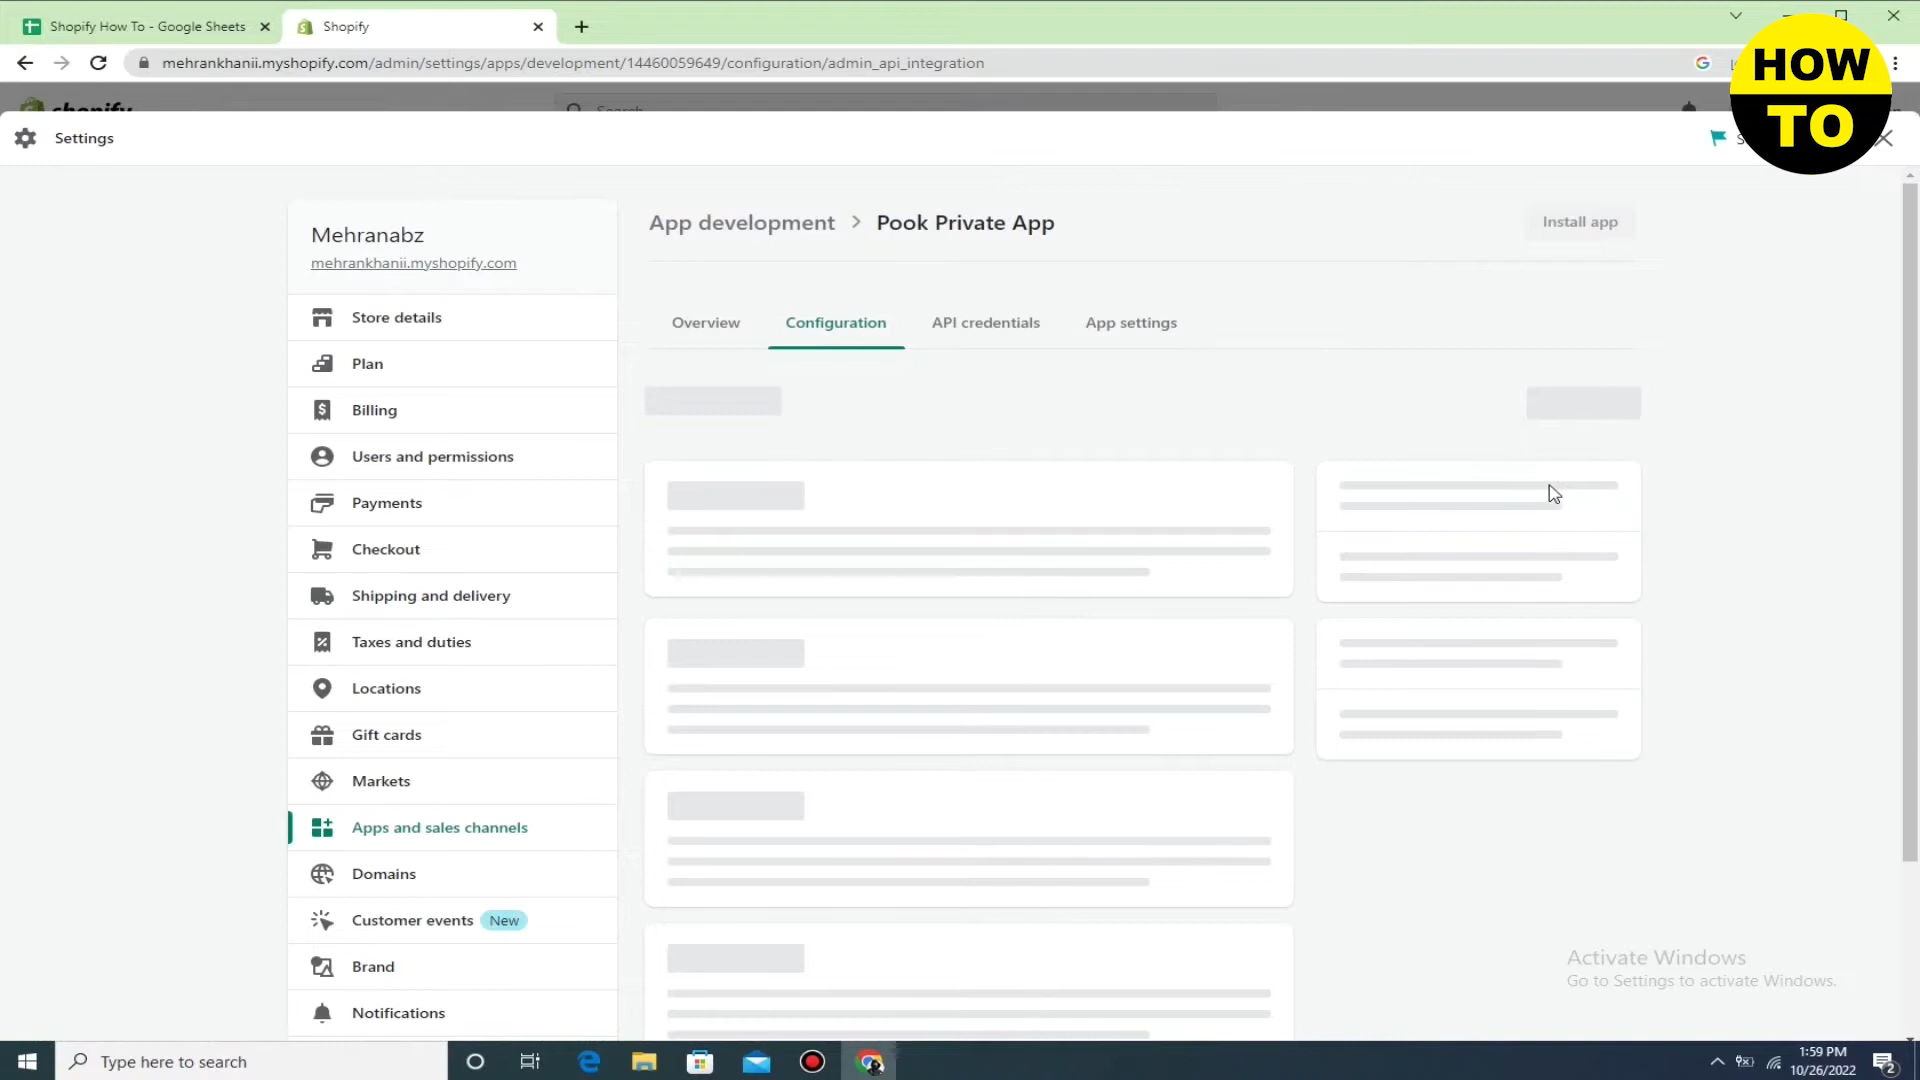 Shopify How To - Google Sheets
Shopify
mehrankhanii.myshopify.com/admin/settings/apps/development/14460059649/configuration/admin_api_integration
HOW
TO
shopify
Search
Settings
Mehranabz
mehrankhanii.myshopify.com
Store details
Plan
Billing
Users and permissions
Payments
Checkout
Shipping and delivery
Taxes and duties
Locations
Gift cards
Markets
Apps and sales channels
Domains
Customer events New
Brand
Notifications
App development > Pook Private App
Install app
Overview
Configuration
API credentials
App settings
Activate Windows
Go to Settings to activate Windows.
Type here to search
1:59 PM
10/26/2022
2